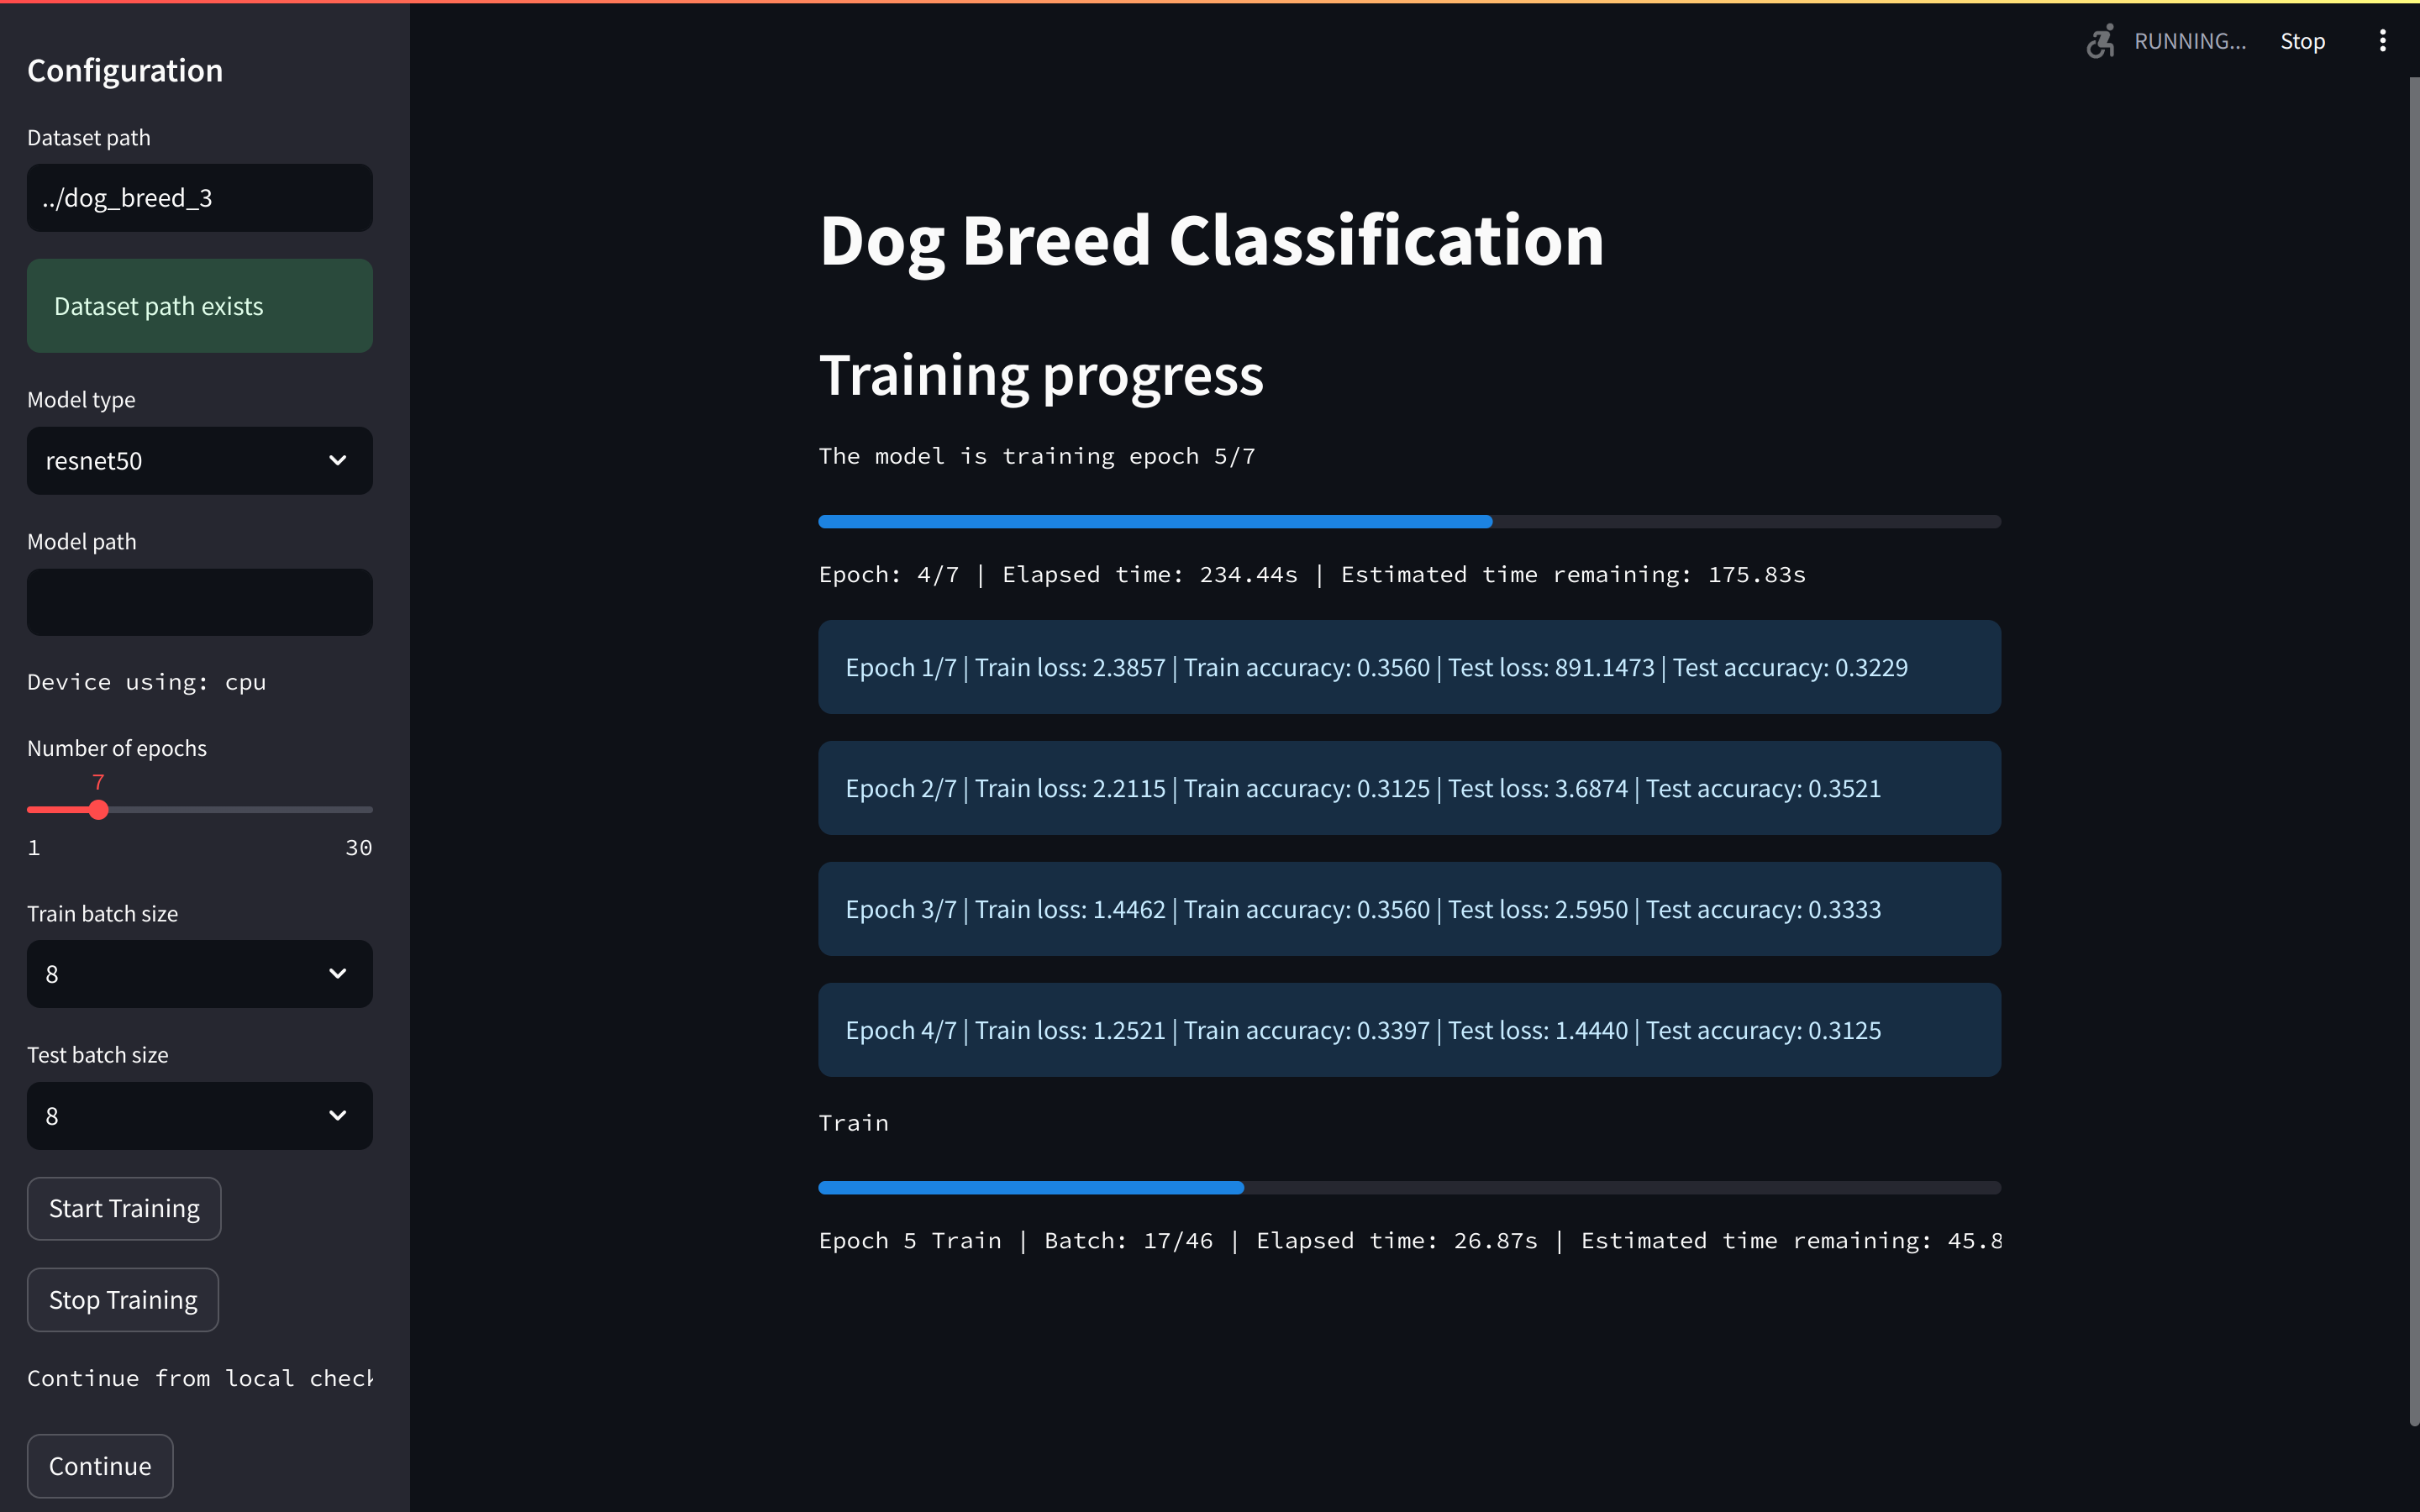 RUNNING...
Stop
Configuration
Dataset path
../dog_breed_3
Dataset path exists
Model type
resnet50
Model path
Device using: cpu
Number of epochs
7
1
30
Train batch size
8
Test batch size
8
Start Training
Stop Training
Continue from local check
Continue
Dog Breed Classification
Training progress
The model is training epoch 5/7
Epoch: 4/7 | Elapsed time: 234.44s | Estimated time remaining: 175.83s
Epoch 1/7 | Train loss: 2.3857 | Train accuracy: 0.3560 | Test loss: 891.1473 | Test accuracy: 0.3229
Epoch 2/7 | Train loss: 2.2115 | Train accuracy: 0.3125 | Test loss: 3.6874 | Test accuracy: 0.3521
Epoch 3/7 | Train loss: 1.4462 | Train accuracy: 0.3560 | Test loss: 2.5950 | Test accuracy: 0.3333
Epoch 4/7 | Train loss: 1.2521 | Train accuracy: 0.3397 | Test loss: 1.4440 | Test accuracy: 0.3125
Train
Epoch 5 Train | Batch: 17/46 | Elapsed time: 26.87s | Estimated time remaining: 45.8